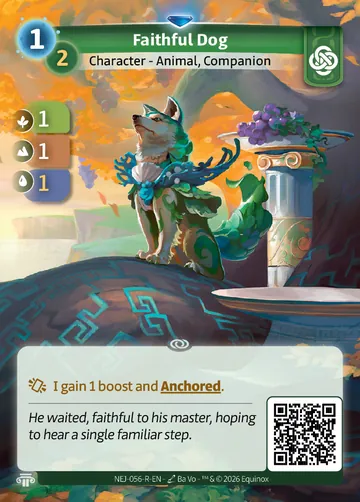 1
2
Faithful Dog
Character - Animal, Companion
1
1
1
I gain 1 boost and Anchored.
He waited, faithful to his master, hoping
to hear a single familiar step.
NEJ-056-R-EN - Ba Vo - ™ & © 2026 Equinox